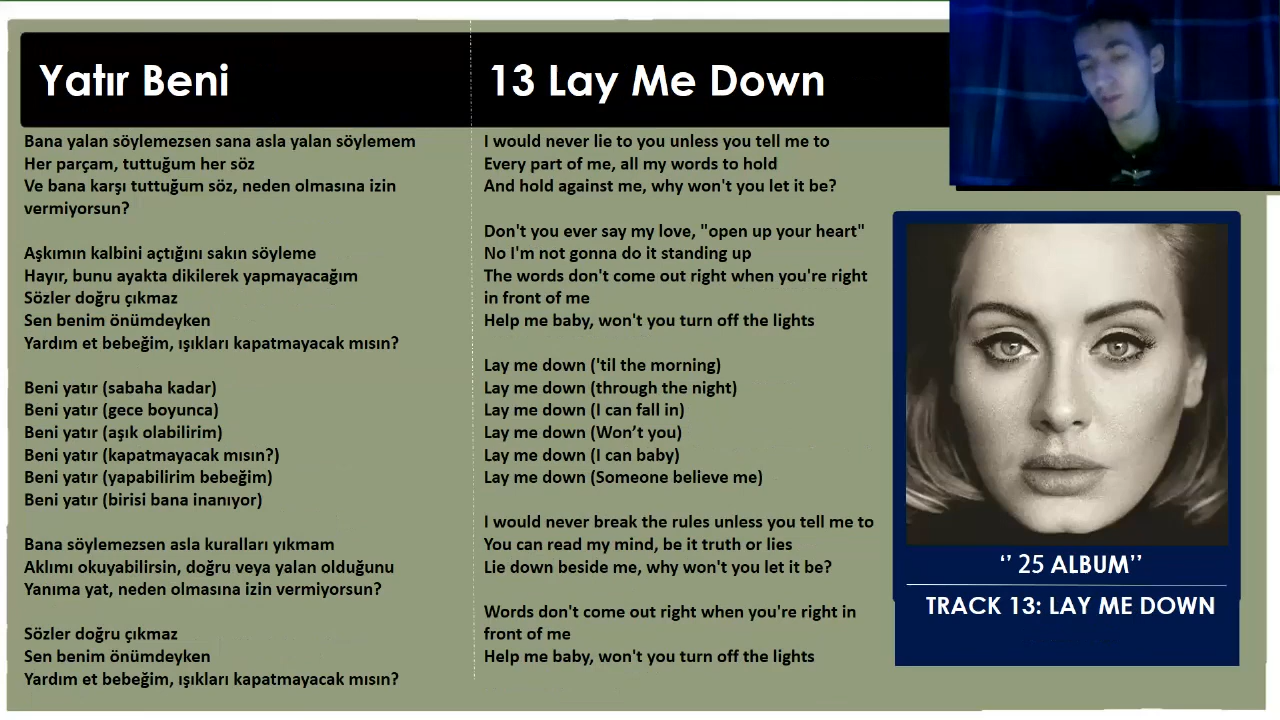 Yatır Beni
Bana yalan söylemezsen sana asla yalan söylemem
Her parçam, tuttuğum her söz
Ve bana karşı tuttuğum söz, neden olmasına izin
vermiyorsun?
Aşkımın kalbini açtığını sakın söyleme
Hayır, bunu ayakta dikilerek yapmayacağım
Sözler doğru çıkmaz
Sen benim önümdeyken
Yardım et bebeğim, ışıkları kapatmayacak mısın?
Beni yatır (sabaha kadar)
Beni yatır (gece boyunca)
Beni yatır (aşık olabilirim)
Beni yatır (kapatmayacak mısın?)
Beni yatır (yapabilirim bebeğim)
Beni yatır (birisi bana inanıyor)
Bana söylemezsen asla kuralları yıkmam
Aklımı okuyabilirsin, doğru veya yalan olduğunu
Yanıma yat, neden olmasına izin vermiyorsun?
Sözler doğru çıkmaz
Sen benim önümdeyken
Yardım et bebeğim, ışıkları kapatmayacak mısın?
13 Lay Me Down
I would never lie to you unless you tell me to
Every part of me, all my words to hold
And hold against me, why won't you let it be?
Don't you ever say my love, "open up your heart"
No I'm not gonna do it standing up
The words don't come out right when you're right
in front of me
Help me baby, won't you turn off the lights
Lay me down ('til the morning)
Lay me down (through the night)
Lay me down (I can fall in)
Lay me down (Won’t you)
Lay me down (I can baby)
Lay me down (Someone believe me)
I would never break the rules unless you tell me to
You can read my mind, be it truth or lies
Lie down beside me, why won't you let it be?
Words don't come out right when you're right in
front of me
Help me baby, won't you turn off the lights
‘’ 25 ALBUM’’
TRACK 13: LAY ME DOWN